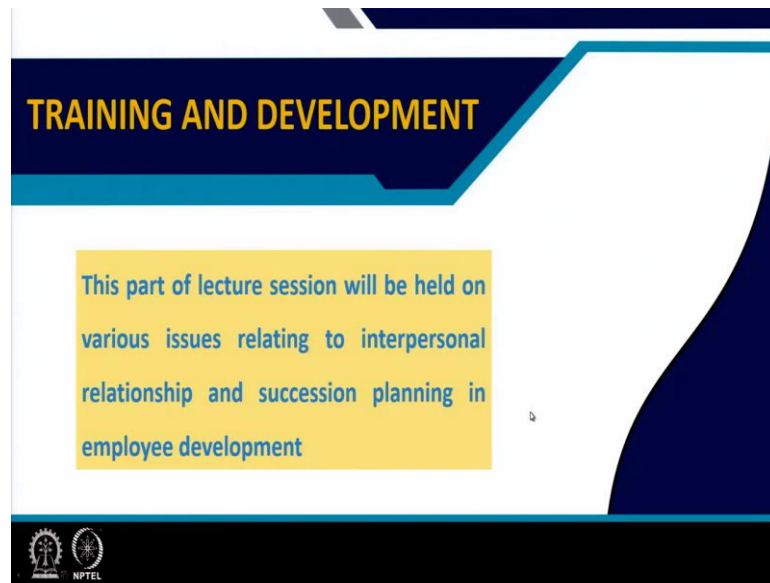 TRAINING AND DEVELOPMENT
This part of lecture session will be held on
various issues relating to interpersonal
relationship and succession planning in
employee development
NPTEL